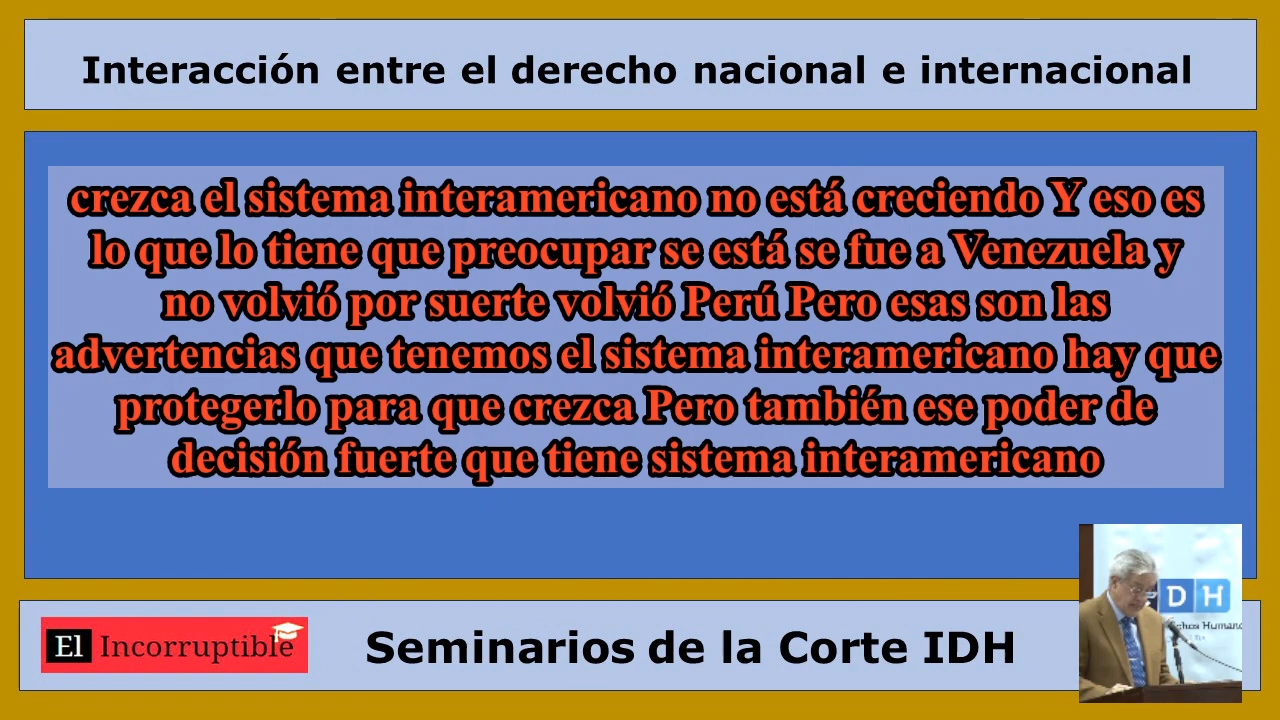 Interacción entre el derecho nacional e internacional
crezca el sistema interamericano no está creciendo Y eso es
lo que lo tiene que preocupar se está se fue a Venezuela y
no volvió por suerte volvió Perú Pero esas son las
advertencias que tenemos el sistema interamericano hay que
protegerlo para que crezca Pero también ese poder de
decisión fuerte que tiene sistema interamericano
DH
El Incorruptible
Seminarios de la Corte IDH